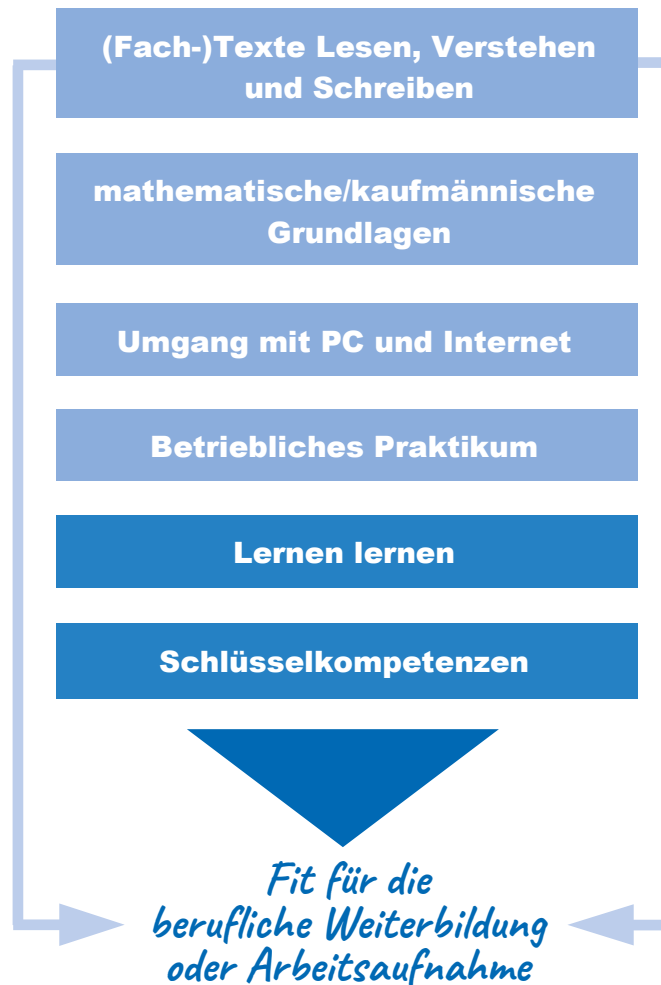 (Fach-)Texte Lesen, Verstehen
und Schreiben
mathematische/kaufmännische
Grundlagen
Umgang mit PC und Internet
Betriebliches Praktikum
Lernen lernen
Schlüsselkompetenzen
Fit für die
berufliche Weiterbildung
oder Arbeitsaufnahme